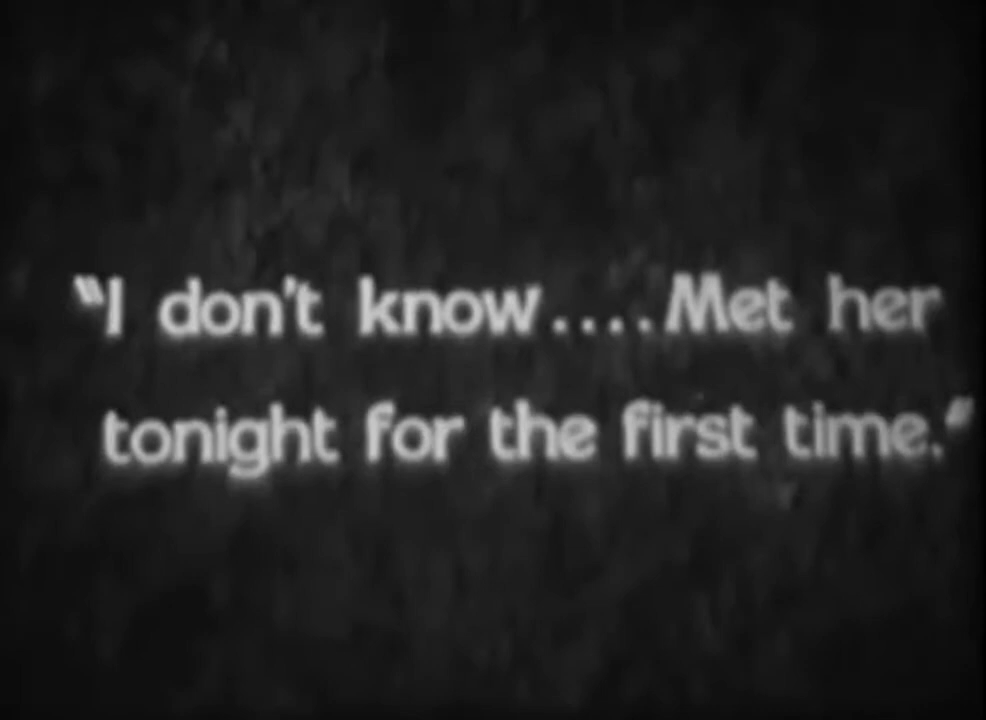 "I don't know....Met her
tonight for the first time."